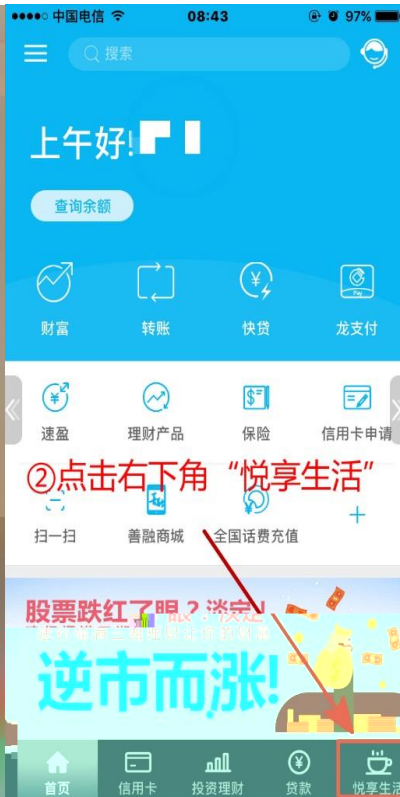 中国电信 08:43 97%
搜索
上午好!
查询余额
财富 转账 快贷 龙支付
速盈 理财产品 保险 信用卡申请
②点击右下角“悦享生活”
扫一扫 善融商城 全国话费充值
股票跌红了眼？淡定！
逆市而涨!
首页 信用卡 投资理财 贷款 悦享生活